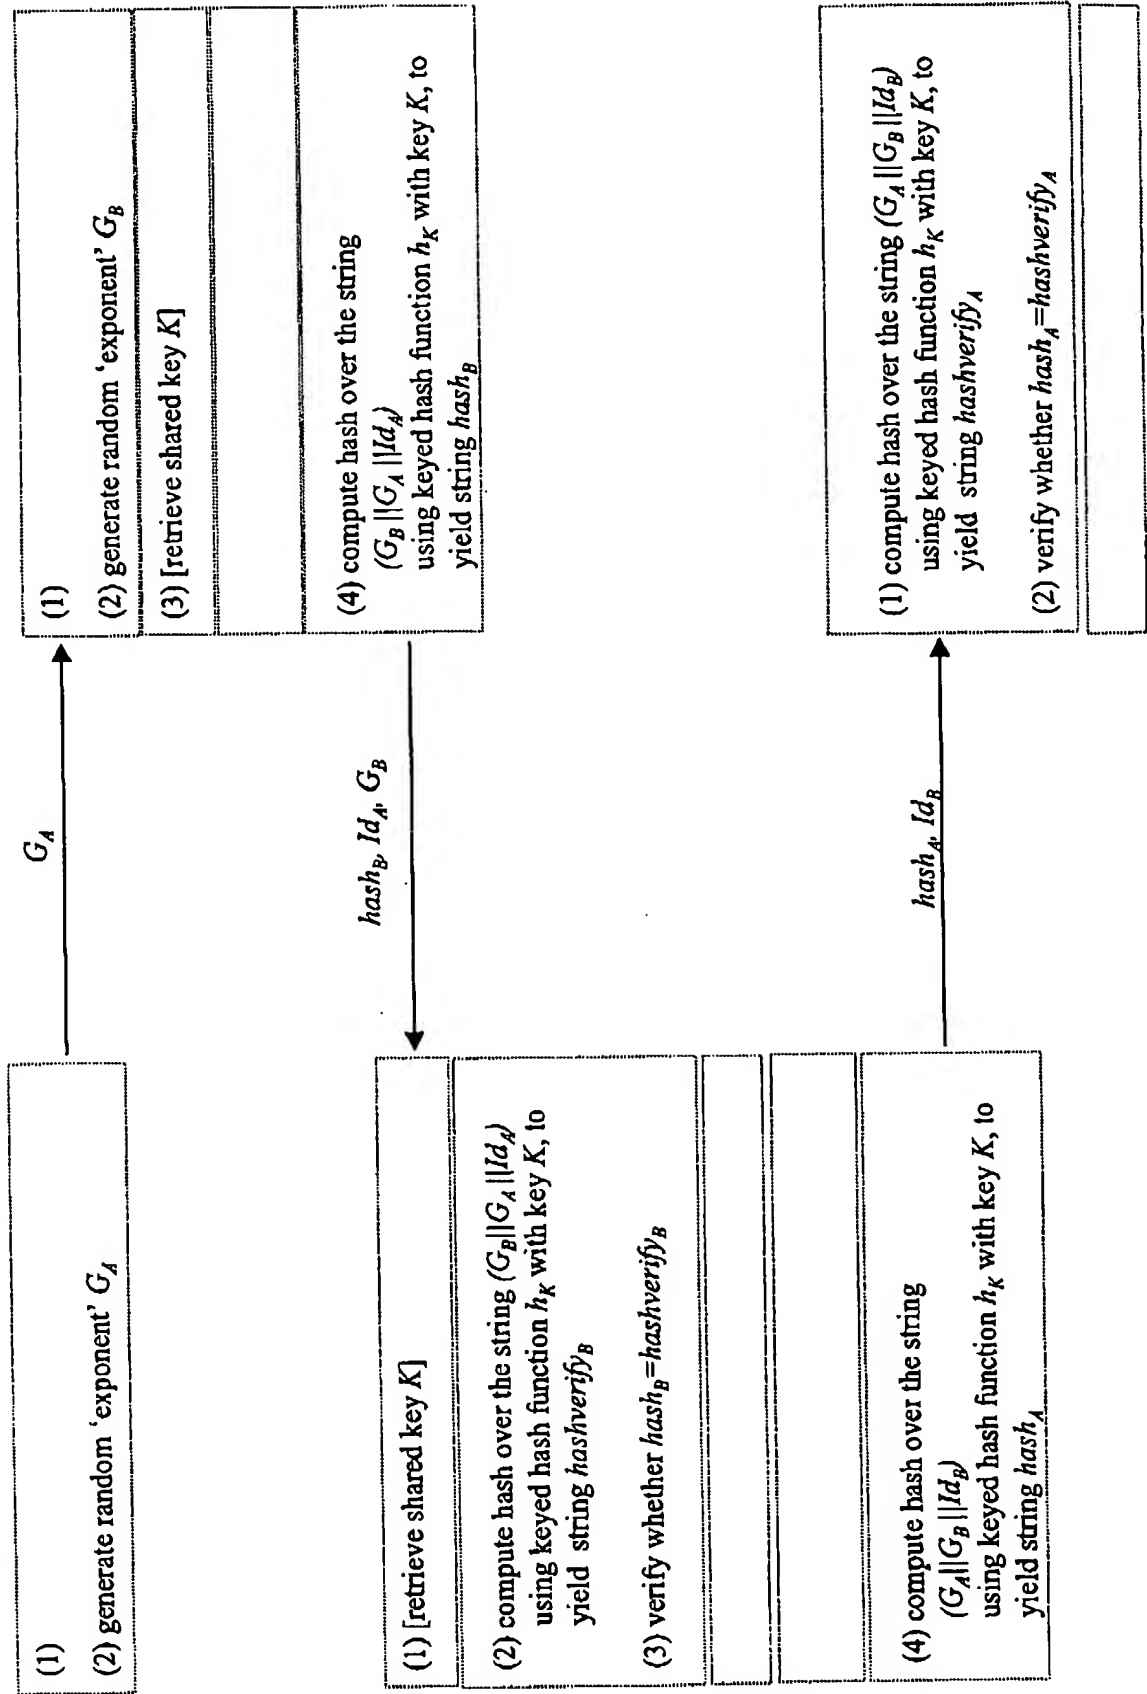 (1)
(2) generate random ‘exponent’ G_A
G_A
(1)
(2) generate random ‘exponent’ G_B
(3) [retrieve shared key K]
(4) compute hash over the string
(G_B||G_A||Id_A)
using keyed hash function h_K with key K, to
yield string hash_B
hash_B, Id_A, G_B
(1) [retrieve shared key K]
(2) compute hash over the string (G_B||G_A||Id_A)
using keyed hash function h_K with key K, to
yield string hashverify_B
(3) verify whether hash_B=hashverify_B
(4) compute hash over the string
(G_A||G_B||Id_B)
using keyed hash function h_K with key K, to
yield string hash_A
hash_A, Id_B
(1) compute hash over the string (G_A||G_B||Id_B)
using keyed hash function h_K with key K, to
yield string hashverify_A
(2) verify whether hash_A=hashverify_A